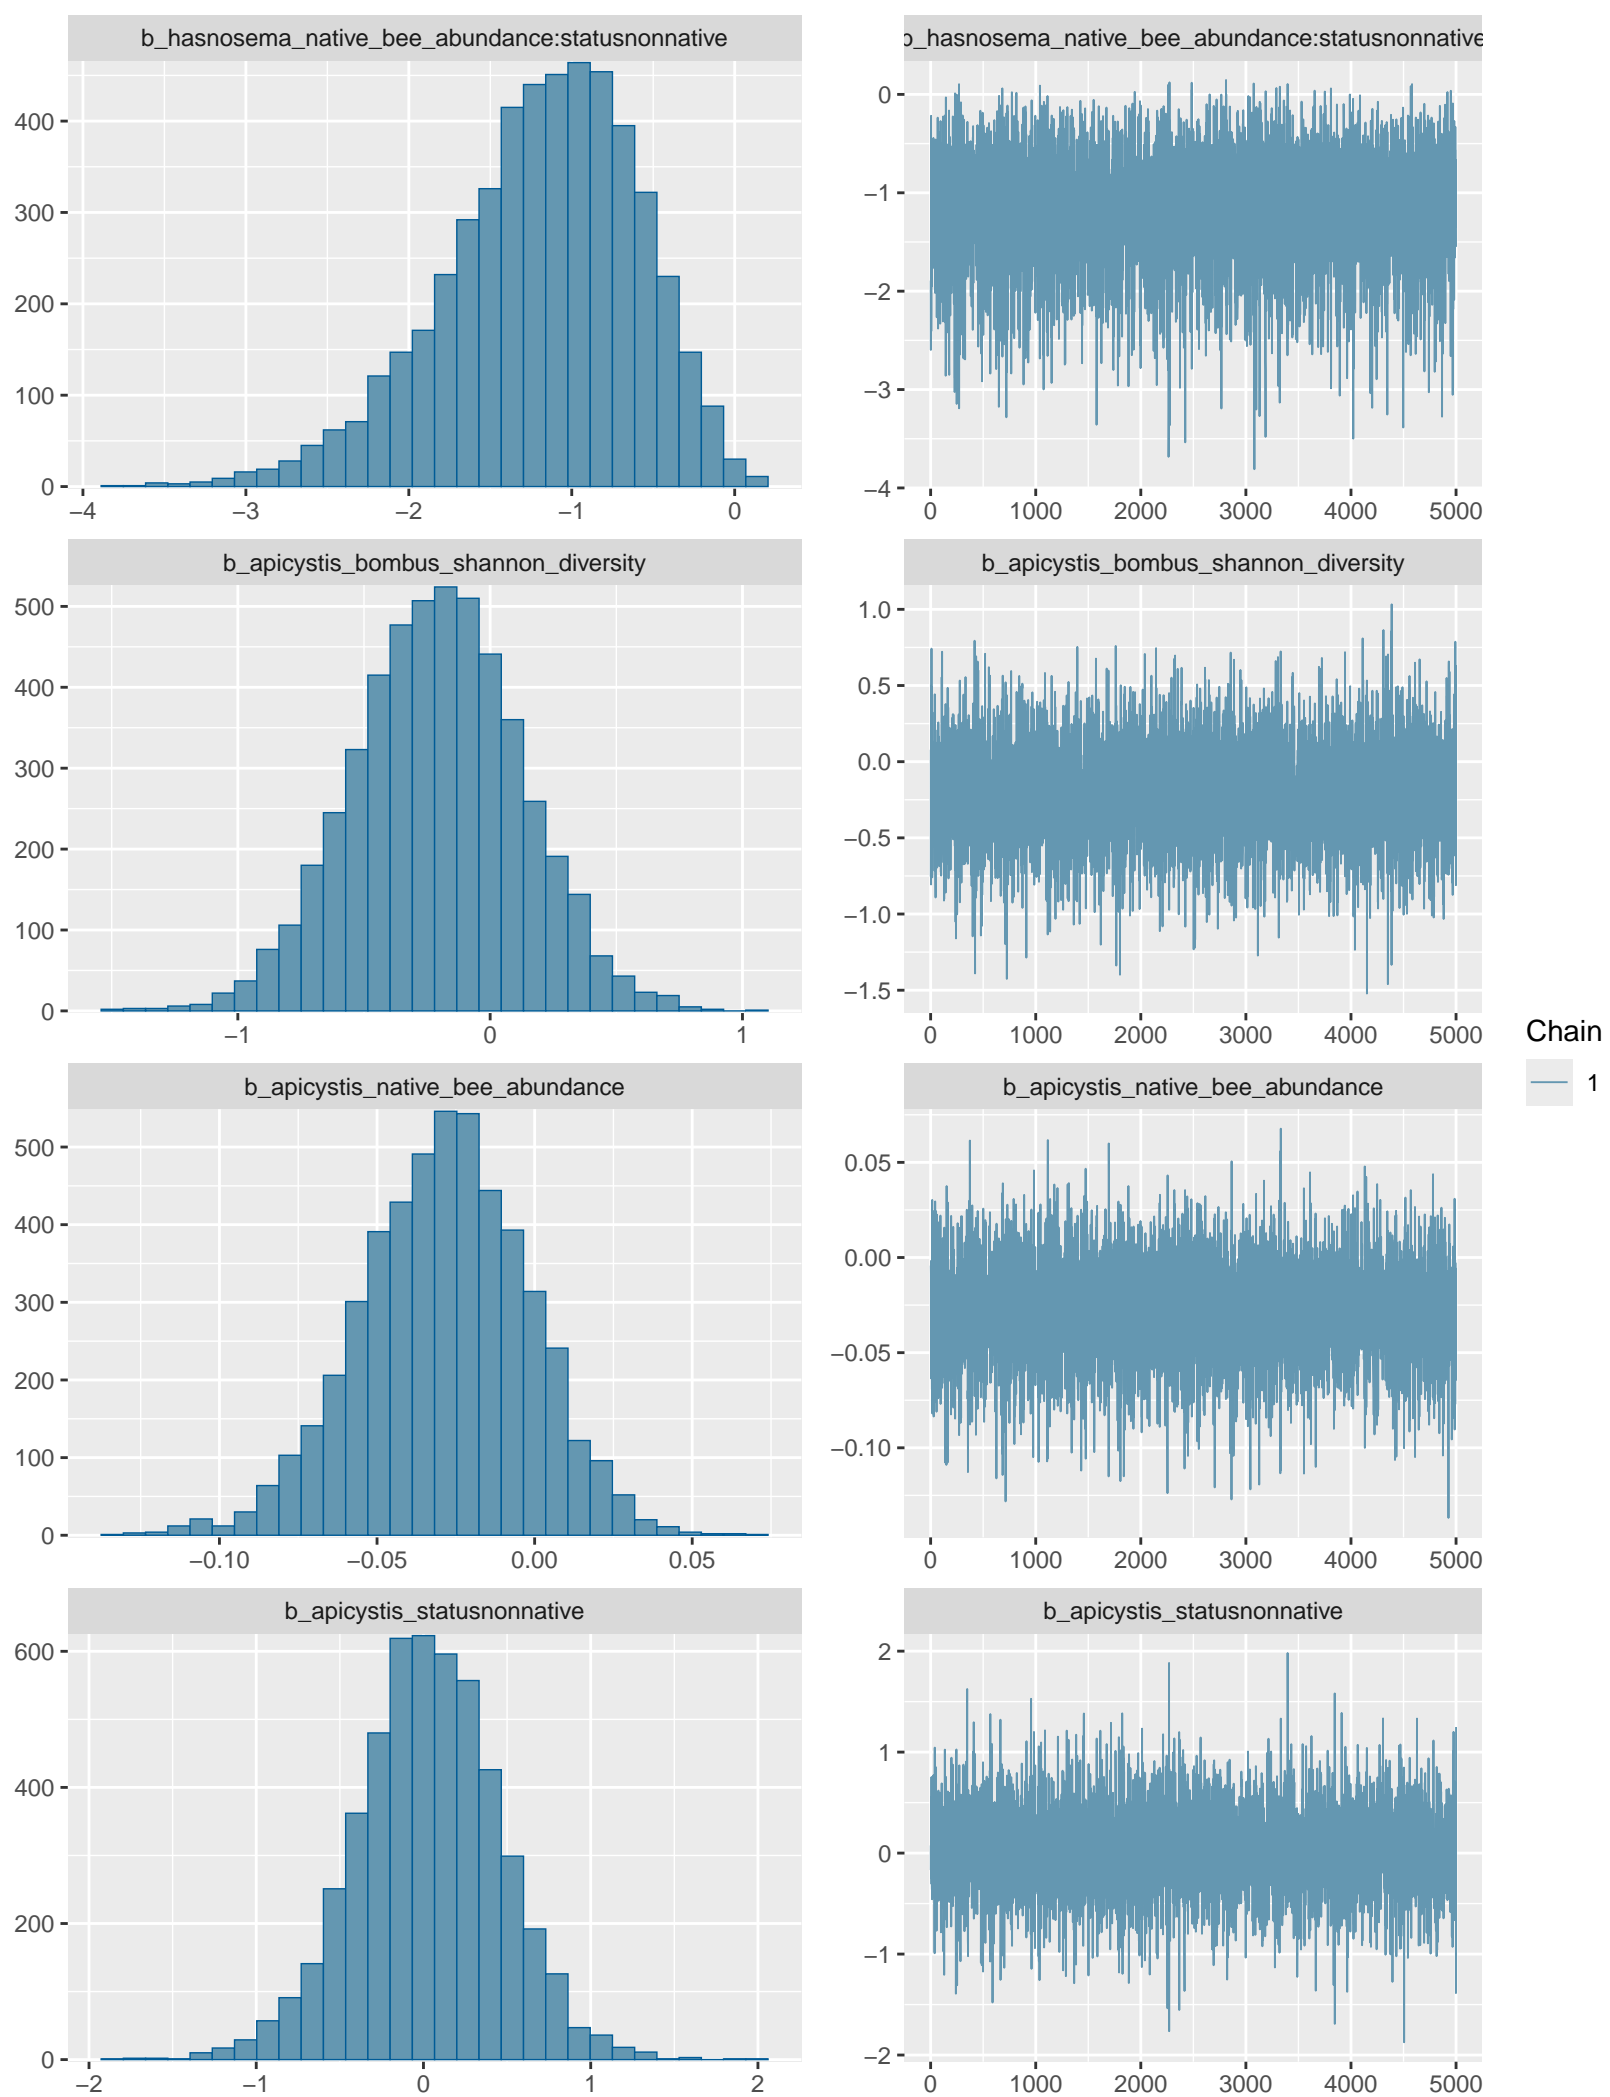 b_hasnosema_native_bee_abundance:statusnonnative
b_hasnosema_native_bee_abundance:statusnonnative
400
300
200
100
0
−4 −3 −2 −1 0
0
−1
−2
−3
−4
0 1000 2000 3000 4000 5000
b_apicystis_bombus_shannon_diversity
b_apicystis_bombus_shannon_diversity
500
400
300
200
100
0
−1 0 1
1.0
0.5
0.0
−0.5
−1.0
−1.5
0 1000 2000 3000 4000 5000
Chain
1
b_apicystis_native_bee_abundance
b_apicystis_native_bee_abundance
500
400
300
200
100
0
−0.10 −0.05 0.00 0.05
0.05
0.00
−0.05
−0.10
0 1000 2000 3000 4000 5000
b_apicystis_statusnonnative
b_apicystis_statusnonnative
600
400
200
0
−2 −1 0 1 2
2
1
0
−1
−2
0 1000 2000 3000 4000 5000